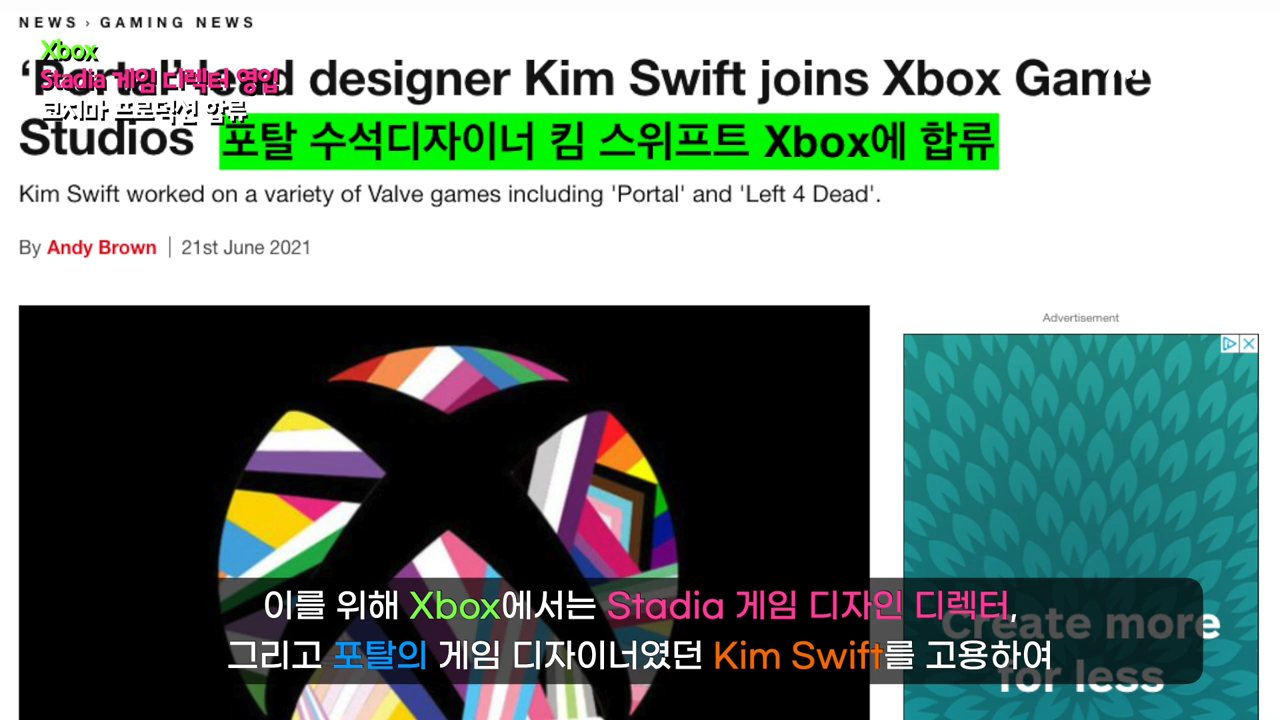 NEWS › GAMING NEWS
Xbox
‘Portal’ lead designer Kim Swift joins Xbox Game
Stadia 게임 디렉터 영입
코지마 프로덕션 합류
Studios
포탈 수석디자이너 킴 스위프트 Xbox에 합류
Kim Swift worked on a variety of Valve games including 'Portal' and 'Left 4 Dead'.
By Andy Brown | 21st June 2021
Advertisement
이를 위해 Xbox에서는 Stadia 게임 디자인 디렉터,
그리고 포탈의 게임 디자이너였던 Kim Swift를 고용하여
Create more
for less